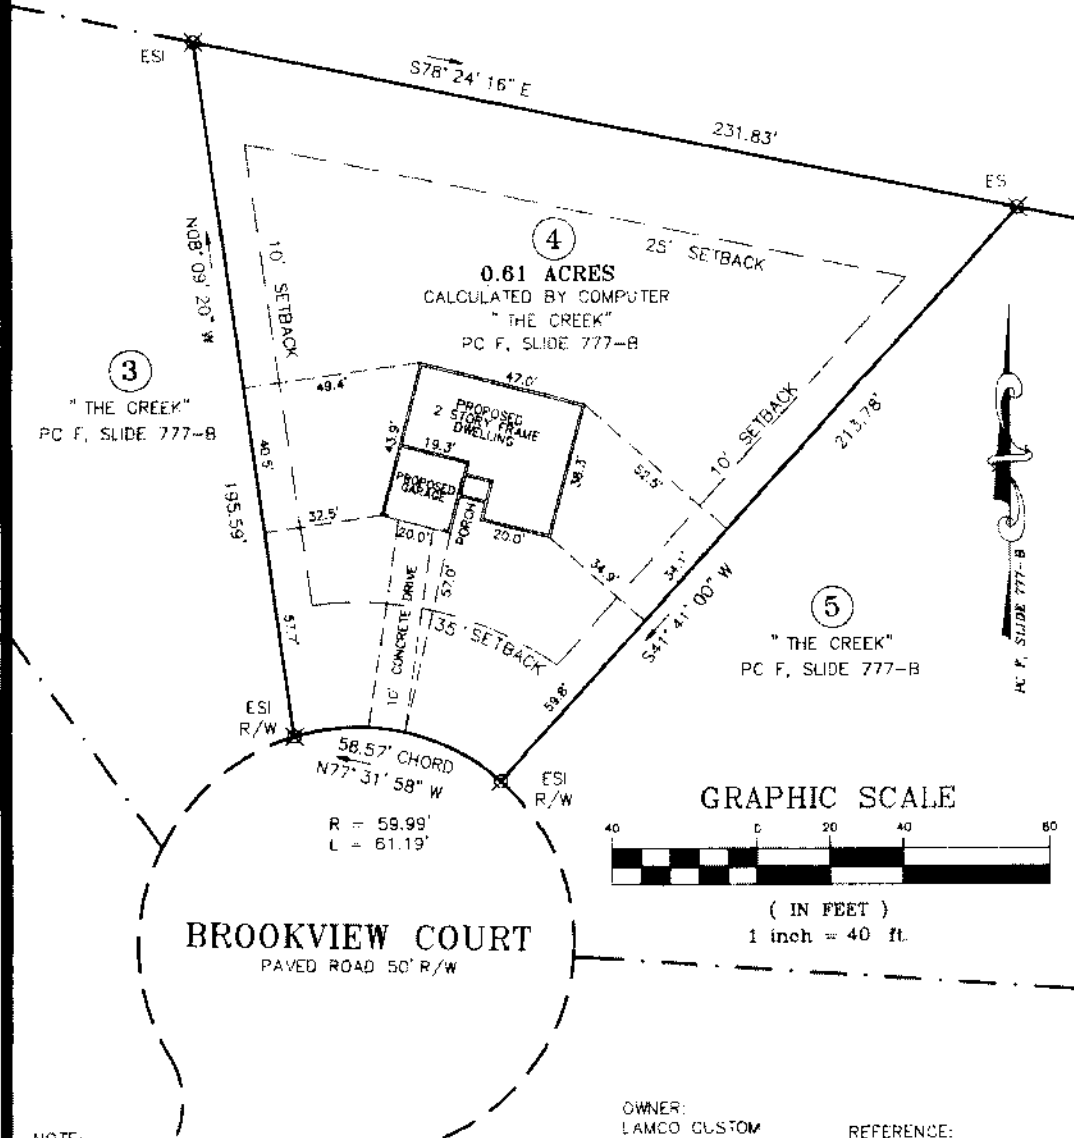 ESI
S78° 24' 16" E
231.83'
ES
N08° 09' 20" W
10' SETBACK
4
25' SETBACK
0.61 ACRES
CALCULATED BY COMPUTER
"THE CREEK"
PC F, SLIDE 777-B
3
"THE CREEK"
PC F, SLIDE 777-B
49.4'
47.0'
PROPOSED
2 STORY FRAME
DWELLING
43.9'
19.3'
38.3'
52.5'
10' SETBACK
213.78'
40.5'
195.59'
PROPOSED
GARAGE
PORCH
32.5'
20.0'
20.0'
34.9'
34.1'
S41° 41' 00" W
57.0'
CONCRETE DRIVE
35' SETBACK
57.7'
59.8'
5
"THE CREEK"
PC F, SLIDE 777-B
PC F, SLIDE 777-B
ESI
R/W
58.57' CHORD
N77° 31' 58" W
ESI
R/W
R = 59.99'
L = 61.19'
GRAPHIC SCALE
40 0 20 40 80
( IN FEET )
1 inch = 40 ft.
BROOKVIEW COURT
PAVED ROAD 50' R/W
OWNER:
LAMCO CUSTOM
REFERENCE:
NOTE: